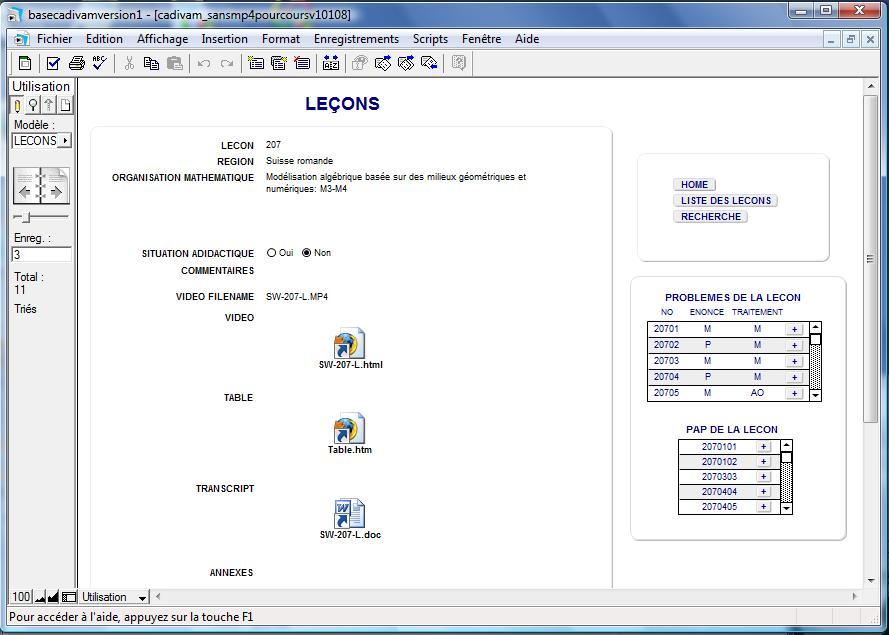 basecadivamversion1 - [cadivam_sansmp4pourcoursv10108]
Fichier Edition Affichage Insertion Format Enregistrements Scripts Fenêtre Aide
Utilisation
Modèle :
LECONS
Enreg. :
3
Total :
11
Triés
LEÇONS
LECON 207
REGION Suisse romande
ORGANISATION MATHEMATIQUE Modélisation algébrique basée sur des milieux géométriques et
numériques: M3-M4
SITUATION ADIDACTIQUE Oui Non
COMMENTAIRES
VIDEO FILENAME SW-207-L.MP4
VIDEO
SW-207-L.html
TABLE
Table.htm
TRANSCRIPT
SW-207-L.doc
ANNEXES
HOME
LISTE DES LECONS
RECHERCHE
PROBLEMES DE LA LECON
NO ENONCE TRAITEMENT
20701 M M +
20702 P M +
20703 M M +
20704 P M +
20705 M AO +
PAP DE LA LECON
2070101 +
2070102 +
2070303 +
2070404 +
2070405 +
100 Utilisation
Pour accéder à l'aide, appuyez sur la touche F1